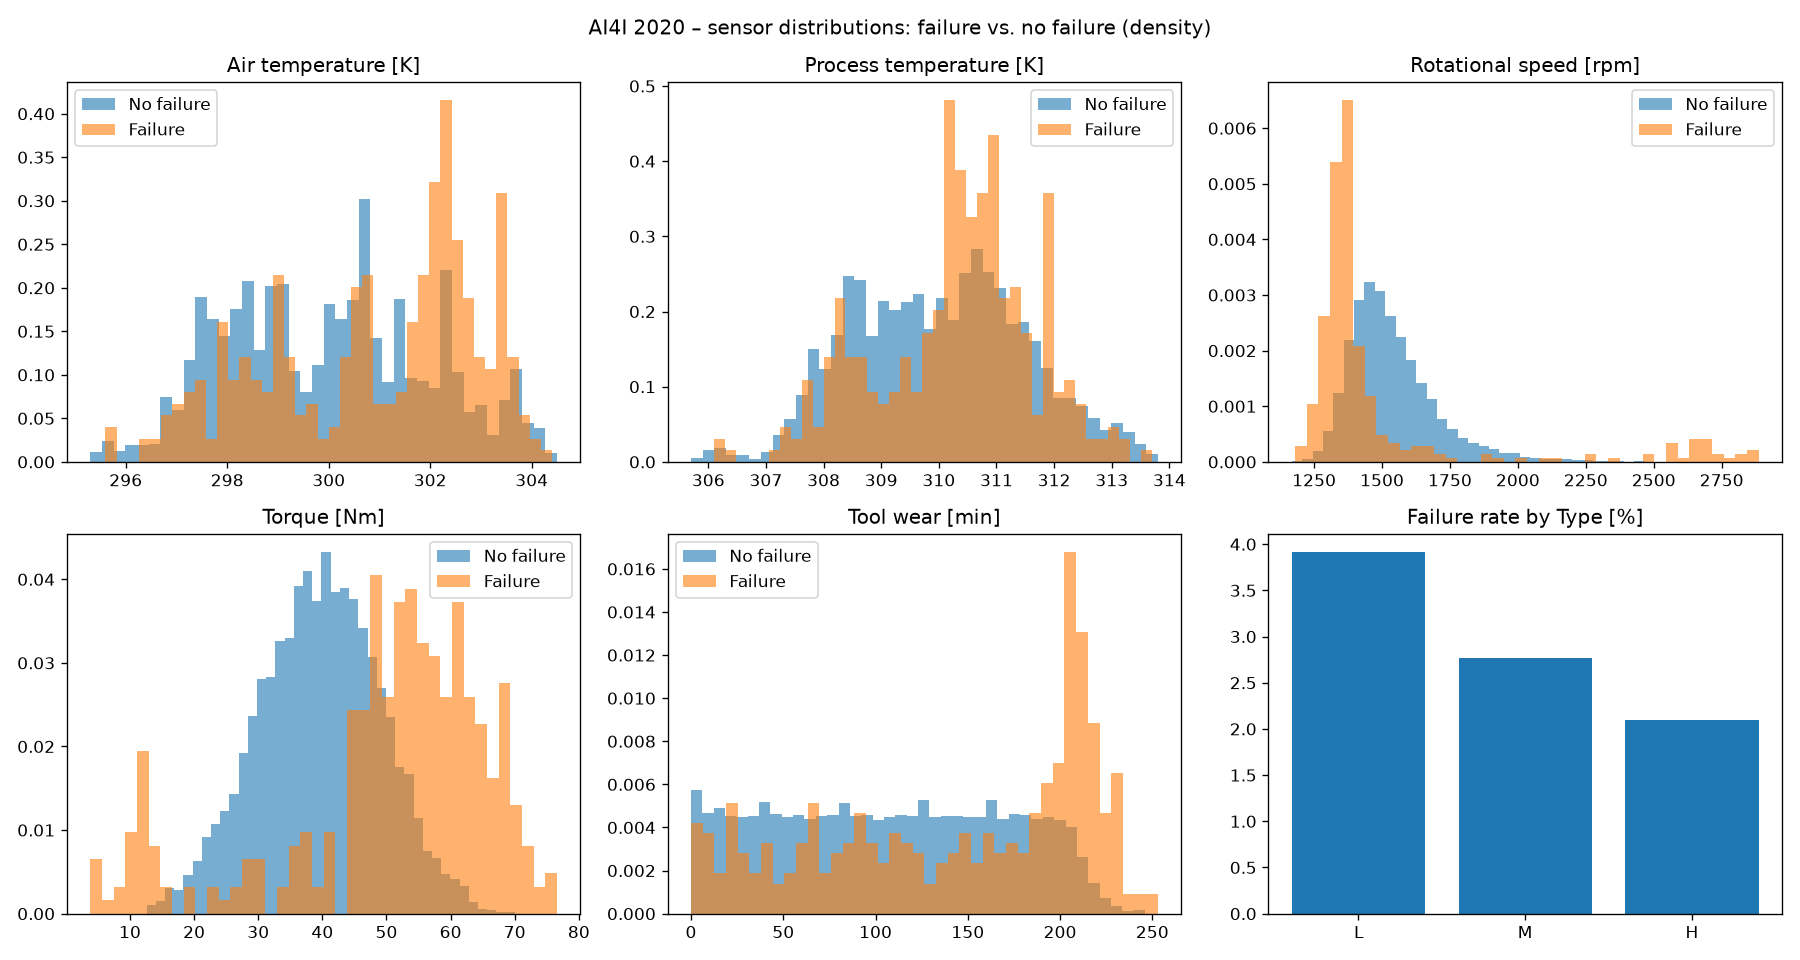 AI4I 2020 – sensor distributions: failure vs. no failure (density)
Air temperature [K]
No failure
Failure
0.40
0.35
0.30
0.25
0.20
0.15
0.10
0.05
0.00
296 298 300 302 304
Process temperature [K]
No failure
Failure
0.5
0.4
0.3
0.2
0.1
0.0
306 307 308 309 310 311 312 313 314
Rotational speed [rpm]
No failure
Failure
0.006
0.005
0.004
0.003
0.002
0.001
0.000
1250 1500 1750 2000 2250 2500 2750
Torque [Nm]
No failure
Failure
0.04
0.03
0.02
0.01
0.00
10 20 30 40 50 60 70 80
Tool wear [min]
No failure
Failure
0.016
0.014
0.012
0.010
0.008
0.006
0.004
0.002
0.000
0 50 100 150 200 250
Failure rate by Type [%]
4.0
3.5
3.0
2.5
2.0
1.5
1.0
0.5
0.0
L M H